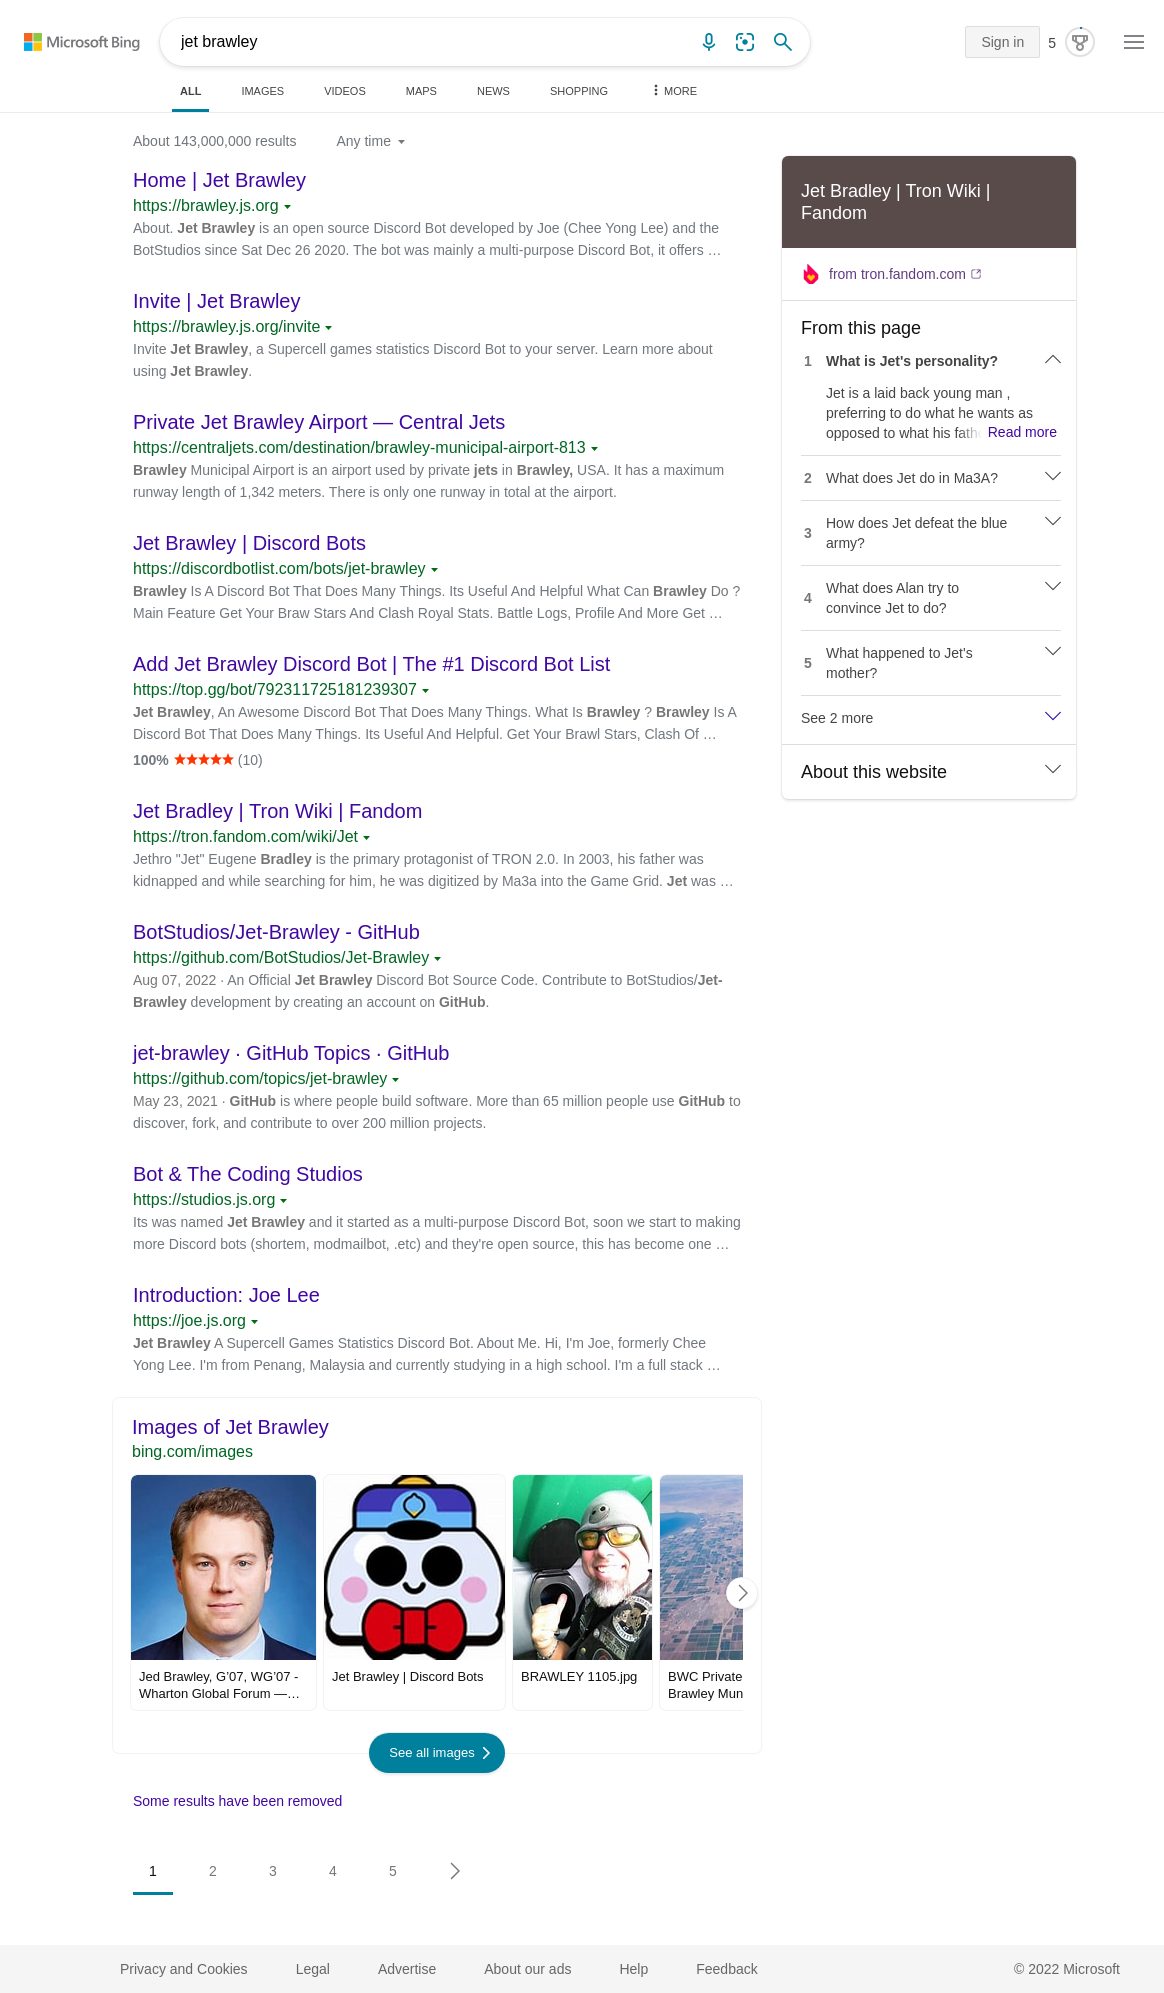 Microsoft Bing
jet brawley
Sign in
5
ALL
IMAGES
VIDEOS
MAPS
NEWS
SHOPPING
MORE
About 143,000,000 results
Any time
Home | Jet Brawley
https://brawley.js.org
About. Jet Brawley is an open source Discord Bot developed by Joe (Chee Yong Lee) and the
BotStudios since Sat Dec 26 2020. The bot was mainly a multi-purpose Discord Bot, it offers …
Invite | Jet Brawley
https://brawley.js.org/invite
Invite Jet Brawley, a Supercell games statistics Discord Bot to your server. Learn more about
using Jet Brawley.
Private Jet Brawley Airport — Central Jets
https://centraljets.com/destination/brawley-municipal-airport-813
Brawley Municipal Airport is an airport used by private jets in Brawley, USA. It has a maximum
runway length of 1,342 meters. There is only one runway in total at the airport.
Jet Brawley | Discord Bots
https://discordbotlist.com/bots/jet-brawley
Brawley Is A Discord Bot That Does Many Things. Its Useful And Helpful What Can Brawley Do ?
Main Feature Get Your Braw Stars And Clash Royal Stats. Battle Logs, Profile And More Get …
Add Jet Brawley Discord Bot | The #1 Discord Bot List
https://top.gg/bot/792311725181239307
Jet Brawley, An Awesome Discord Bot That Does Many Things. What Is Brawley ? Brawley Is A
Discord Bot That Does Many Things. Its Useful And Helpful. Get Your Brawl Stars, Clash Of …
100% ★★★★★ (10)
Jet Bradley | Tron Wiki | Fandom
https://tron.fandom.com/wiki/Jet
Jethro "Jet" Eugene Bradley is the primary protagonist of TRON 2.0. In 2003, his father was
kidnapped and while searching for him, he was digitized by Ma3a into the Game Grid. Jet was …
BotStudios/Jet-Brawley - GitHub
https://github.com/BotStudios/Jet-Brawley
Aug 07, 2022 · An Official Jet Brawley Discord Bot Source Code. Contribute to BotStudios/Jet-
Brawley development by creating an account on GitHub.
jet-brawley · GitHub Topics · GitHub
https://github.com/topics/jet-brawley
May 23, 2021 · GitHub is where people build software. More than 65 million people use GitHub to
discover, fork, and contribute to over 200 million projects.
Bot & The Coding Studios
https://studios.js.org
Its was named Jet Brawley and it started as a multi-purpose Discord Bot, soon we start to making
more Discord bots (shortem, modmailbot, .etc) and they're open source, this has become one …
Introduction: Joe Lee
https://joe.js.org
Jet Brawley A Supercell Games Statistics Discord Bot. About Me. Hi, I'm Joe, formerly Chee
Yong Lee. I'm from Penang, Malaysia and currently studying in a high school. I'm a full stack …
Images of Jet Brawley
bing.com/images
Jed Brawley, G'07, WG'07 -
Wharton Global Forum —…
Jet Brawley | Discord Bots
BRAWLEY 1105.jpg
BWC Private
Brawley Mun
See all images
Some results have been removed
1
2
3
4
5
Jet Bradley | Tron Wiki |
Fandom
from tron.fandom.com
From this page
1 What is Jet's personality?
Jet is a laid back young man ,
preferring to do what he wants as
opposed to what his fath Read more
2 What does Jet do in Ma3A?
3 How does Jet defeat the blue
army?
4 What does Alan try to
convince Jet to do?
5 What happened to Jet's
mother?
See 2 more
About this website
Privacy and Cookies
Legal
Advertise
About our ads
Help
Feedback
© 2022 Microsoft